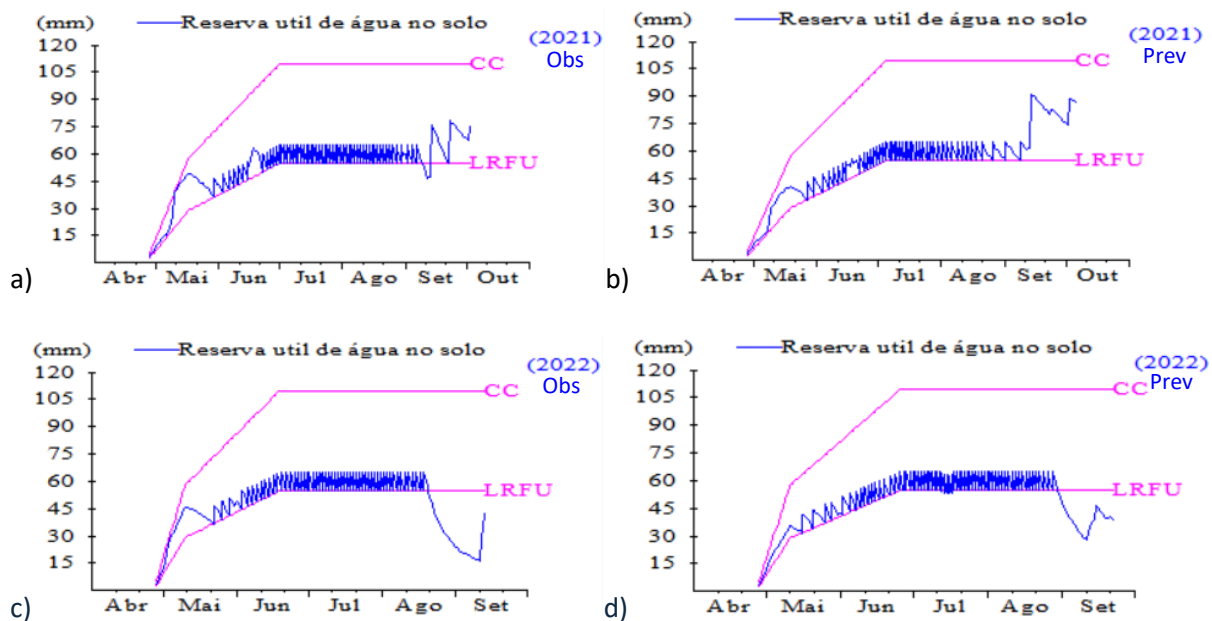 (mm) Reserva util de água no solo
(2021)
Obs
120
105
90
75
60
45
30
15
CC
LRFU
Abr Mai Jun Jul Ago Set Out
a)
(mm) Reserva util de água no solo
(2021)
Prev
120
105
90
75
60
45
30
15
CC
LRFU
Abr Mai Jun Jul Ago Set Out
b)
(mm) Reserva util de água no solo
(2022)
Obs
120
105
90
75
60
45
30
15
CC
LRFU
Abr Mai Jun Jul Ago Set
c)
(mm) Reserva util de água no solo
(2022)
Prev
120
105
90
75
60
45
30
15
CC
LRFU
Abr Mai Jun Jul Ago Set
d)